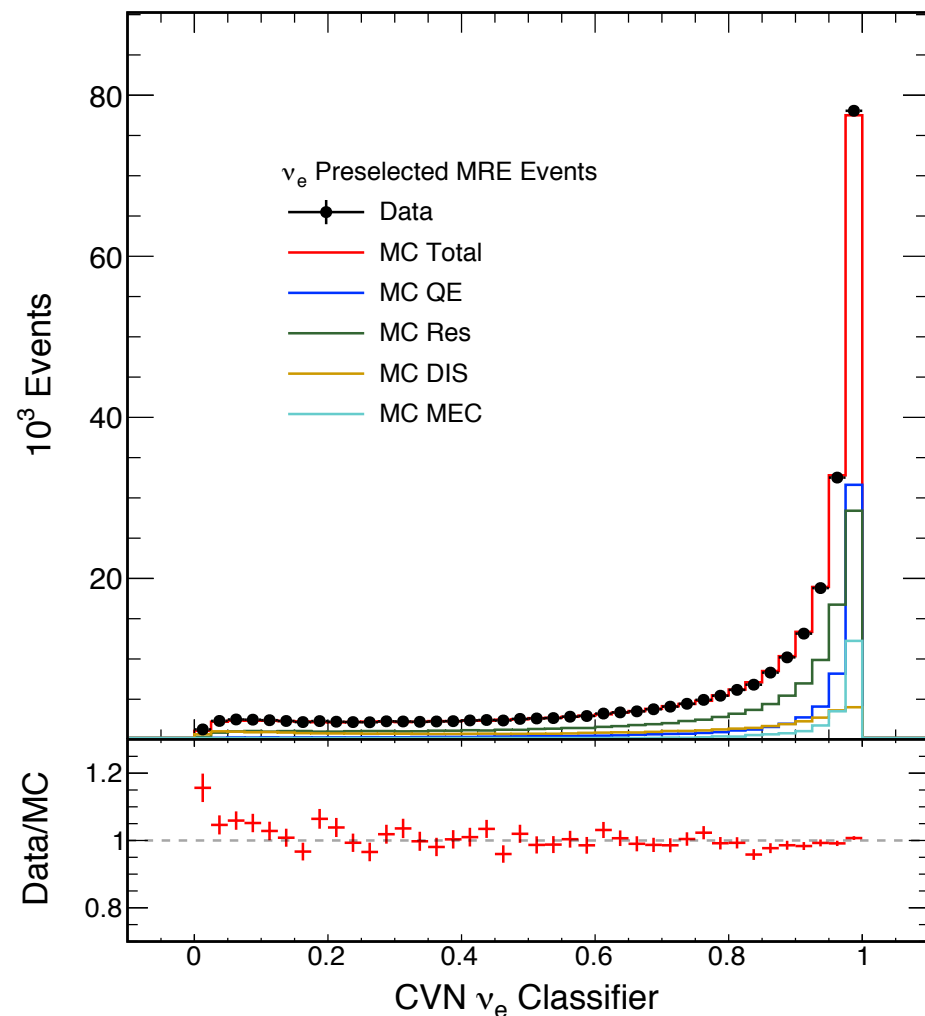 80
60
40
20
10³ Events
νₑ Preselected MRE Events
Data
MC Total
MC QE
MC Res
MC DIS
MC MEC
1.2
1
0.8
Data/MC
0 0.2 0.4 0.6 0.8 1
CVN νₑ Classifier